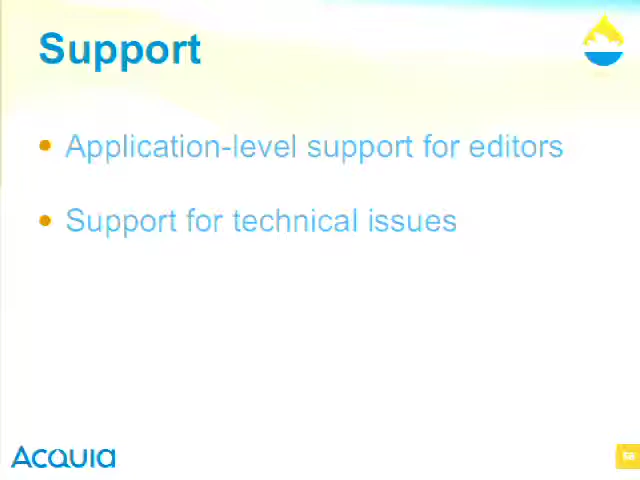 Support
Application-level support for editors
Support for technical issues
Acquia